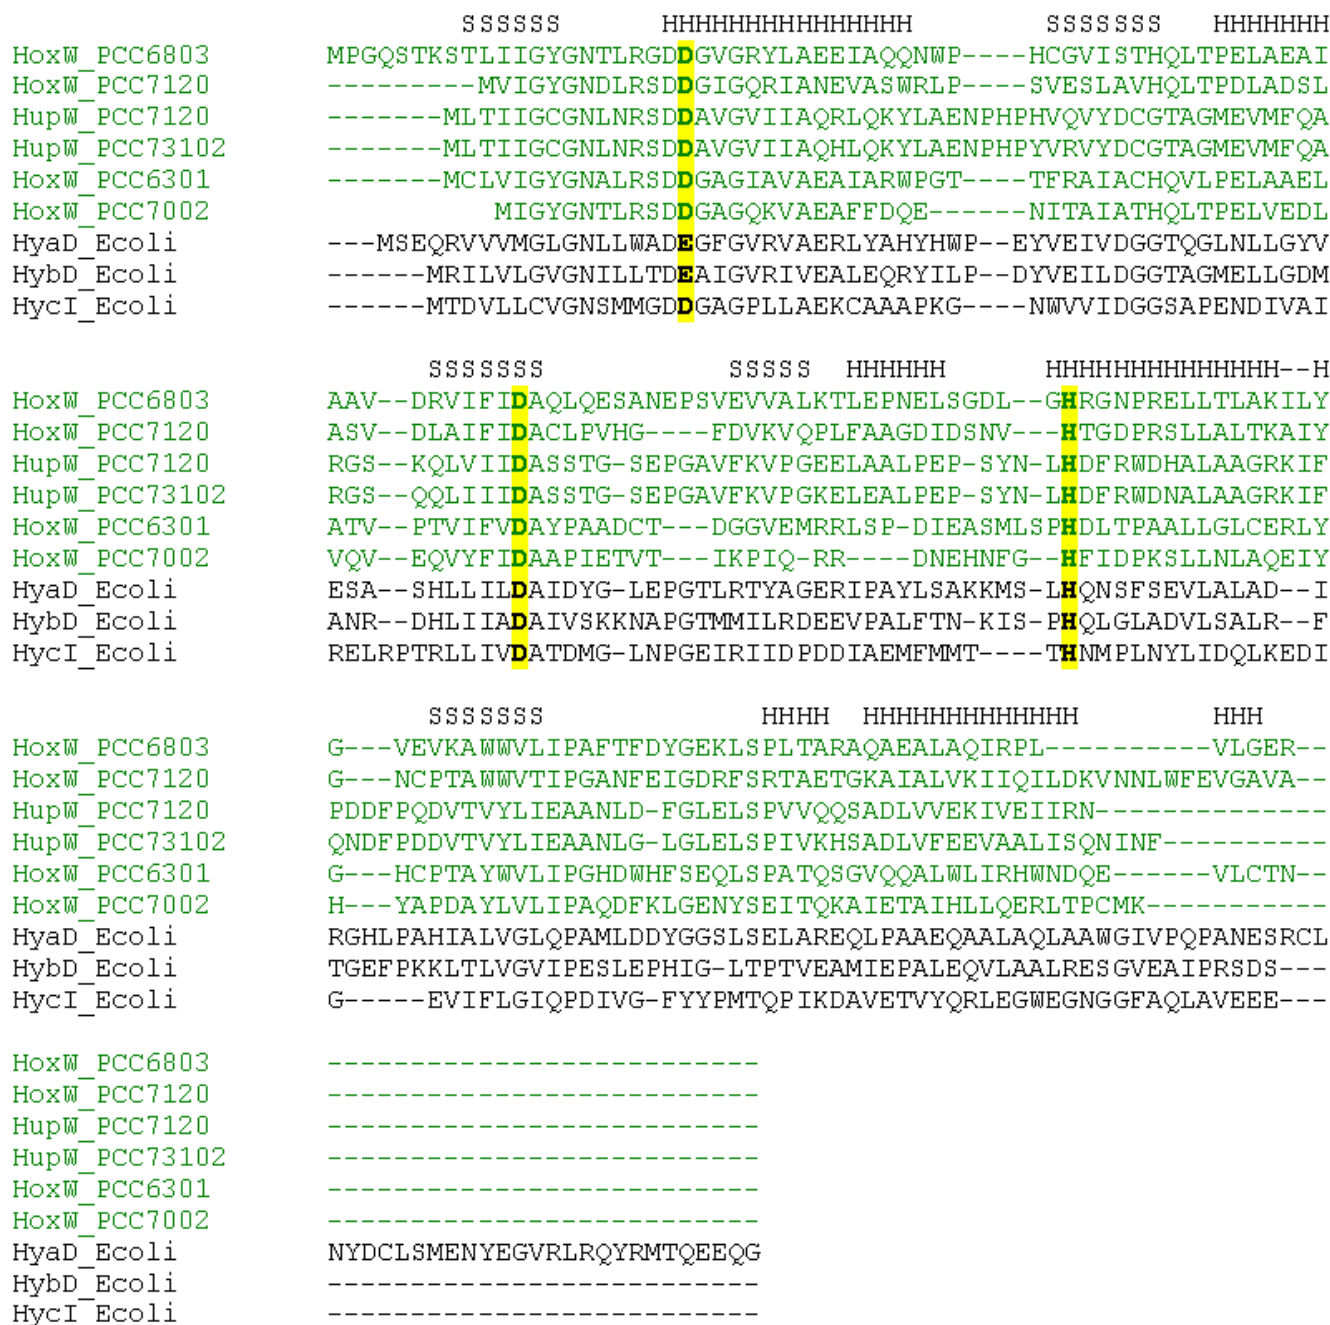 SSSSSS HHHHHHHHHHHHHHH SSSSSSS HHHHHHH
HoxW_PCC6803 MPGQSTKSTLIIGYGNTLRGDDGVGRYLAEEIAQQNWP----HCGVISTHQLTPELAEAI
HoxW_PCC7120 ---------MVIGYGNDLRSDDGIGQRIANEVASWRLP----SVESLAVHQLTPDLADSL
HupW_PCC7120 -------MLTIIGCGNLNRSDDAVGVIIAQRLQKYLAENPHPHVQVYDCGTAGMEVMFQA
HupW_PCC73102 -------MLTIIGCGNLNRSDDAVGVIIAQHLQKYLAENPHPYVRVYDCGTAGMEVMFQA
HoxW_PCC6301 -------MCLVIGYGNALRSDDGAGIAVAEAIARWPGT----TFRAIACHQVLPELAAEL
HoxW_PCC7002 MIGYGNTLRSDDGAGQKVAEAFFDQE------NITAIATHQLTPELVEDL
HyaD_Ecoli ---MSEQRVVVMGLGNLLWADEGFGVRVAERLYAHYHWP--EYVEIVDGGTQGLNLLGYV
HybD_Ecoli ------MRILVLGVGNILLTDEAIGVRIVEALEQRYILP--DYVEILDGGTAGMELLGDM
HycI_Ecoli ------MTDVLLCVGNSMMGDDGAGPLLAEKCAAAPKG----NWVVIDGGSAPENDIVAI
SSSSSSS SSSSS HHHHHH HHHHHHHHHHHHHH--H
HoxW_PCC6803 AAV--DRVIFIDAQLQESANEPSVEVVALKTLEPNELSGDL--GHRGNPRELLTLAKILY
HoxW_PCC7120 ASV--DLAIFIDACLPVHG----FDVKVQPLFAAGDIDSNV---HTGDPRSLLALTKAIY
HupW_PCC7120 RGS--KQLVIIDASSTG-SEPGAVFKVPGEELAALPEP-SYN-LHDFRWDHALAAGRKIF
HupW_PCC73102 RGS--QQLIIIDASSTG-SEPGAVFKVPGKELEALPEP-SYN-LHDFRWDNALAAGRKIF
HoxW_PCC6301 ATV--PTVIFVDAYPAADCT---DGGVEMRRLSP-DIEASMLSPHDLTPAALLGLCERLY
HoxW_PCC7002 VQV--EQVYFIDAAPIETVT---IKPIQ-RR----DNEHNFG--HFIDPKSLLNLAQEIY
HyaD_Ecoli ESA--SHLLILDAIDYG-LEPGTLRTYAGERIPAYLSAKKMS-LHQNSFSEVLALAD--I
HybD_Ecoli ANR--DHLIIADAIVSKKNAPGTMMILRDEEVPALFTN-KIS-PHQLGLADVLSALR--F
HycI_Ecoli RELRPTRLLIVDATDMG-LNPGEIRIIDPDDIAEMFMMT----THNMPLNYLIDQLKEDI
SSSSSSS HHHH HHHHHHHHHHHHH HHH
HoxW_PCC6803 G---VEVKAWWVLIPAFTFDYGEKLSPLTARAQAEALAQIRPL----------VLGER--
HoxW_PCC7120 G---NCPTAWWVTIPGANFEIGDRFSRTAETGKAIALVKIIQILDKVNNLWFEVGAVA--
HupW_PCC7120 PDDFPQDVTVYLIEAANLD-FGLELSPVVQQSADLVVEKIVEIIRN--------------
HupW_PCC73102 QNDFPDDVTVYLIEAANLG-LGLELSPIVKHSADLVFEEVAALISQNINF----------
HoxW_PCC6301 G---HCPTAYWVLIPGHDWHFSEQLSPATQSGVQQALWLIRHWNDQE------VLCTN--
HoxW_PCC7002 H---YAPDAYLVLIPAQDFKLGENYSEITQKAIETAIHLLQERLTPCMK-----------
HyaD_Ecoli RGHLPAHIALVGLQPAMLDDYGGSLSELAREQLPAAEQAALAQLAAWGIVPQPANESRCL
HybD_Ecoli TGEFPKKLTLVGVIPESLEPHIG-LTPTVEAMIEPALEQVLAALRESGVEAIPRSDS---
HycI_Ecoli G-----EVIFLGIQPDIVG-FYYPMTQPIKDAVETVYQRLEGWEGNGGFAQLAVEEE---
HoxW_PCC6803 --------------------------
HoxW_PCC7120 --------------------------
HupW_PCC7120 --------------------------
HupW_PCC73102 --------------------------
HoxW_PCC6301 --------------------------
HoxW_PCC7002 --------------------------
HyaD_Ecoli NYDCLSMENYEGVRLRQYRMTQEEQG
HybD_Ecoli --------------------------
HycI_Ecoli --------------------------